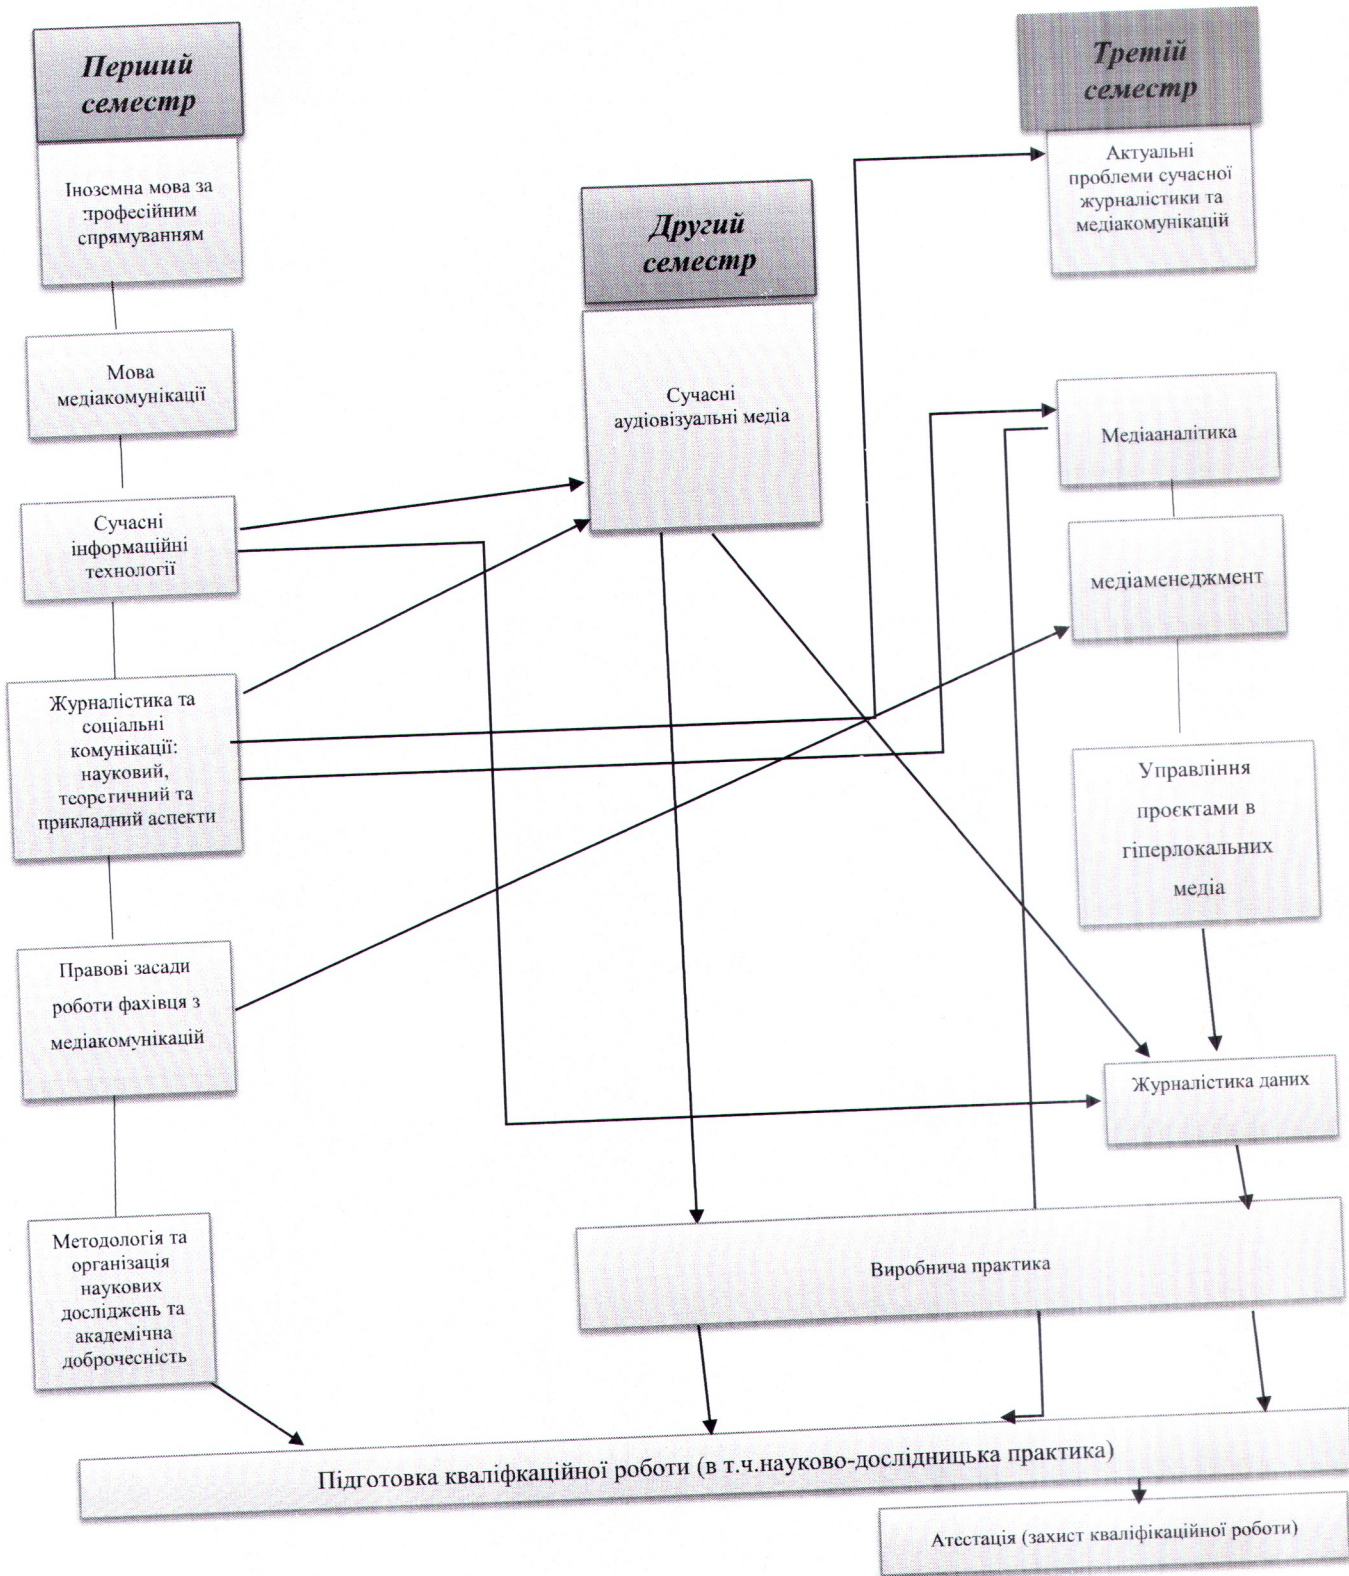 Перший
семестр
Іноземна мова за
професійним
спрямуванням
Мова
медіакомунікації
Сучасні
інформаційні
технології
Журналістика та
соціальні
комунікації:
науковий,
теоретичний та
прикладний аспекти
Правові засади
роботи фахівця з
медіакомунікацій
Методологія та
організація
наукових
досліджень та
академічна
доброчесність
Другий
семестр
Сучасні
аудіовізуальні медіа
Третій
семестр
Актуальні
проблеми сучасної
журналістики та
медіакомунікацій
Медіааналітика
медіаменеджмент
Управління
проєктами в
гіперлокальних
медіа
Журналістика даних
Виробнича практика
Підготовка кваліфкаційної роботи (в т.ч.науково-дослідницька практика)
Атестація (захист кваліфікаційної роботи)